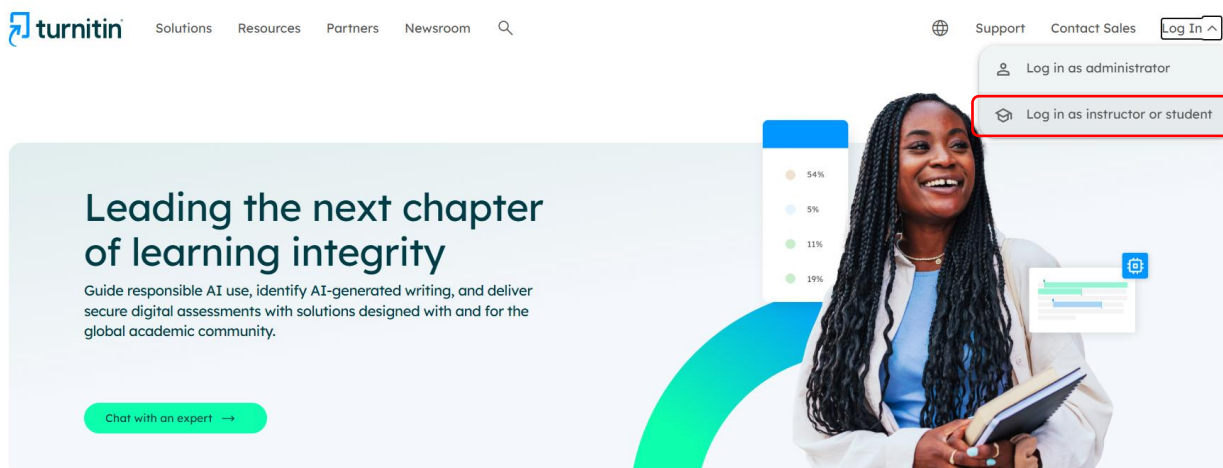 turnitin
Solutions Resources Partners Newsroom
Support Contact Sales Log In
Log in as administrator
Log in as instructor or student
54%
5%
11%
19%
Leading the next chapter
of learning integrity
Guide responsible AI use, identify AI-generated writing, and deliver
secure digital assessments with solutions designed with and for the
global academic community.
Chat with an expert →